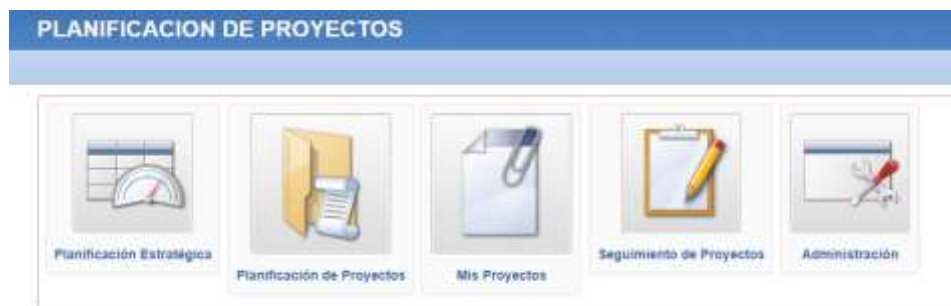 PLANIFICACION DE PROYECTOS
Planificación Estratégica
Planificación de Proyectos
Mis Proyectos
Seguimiento de Proyectos
Administración